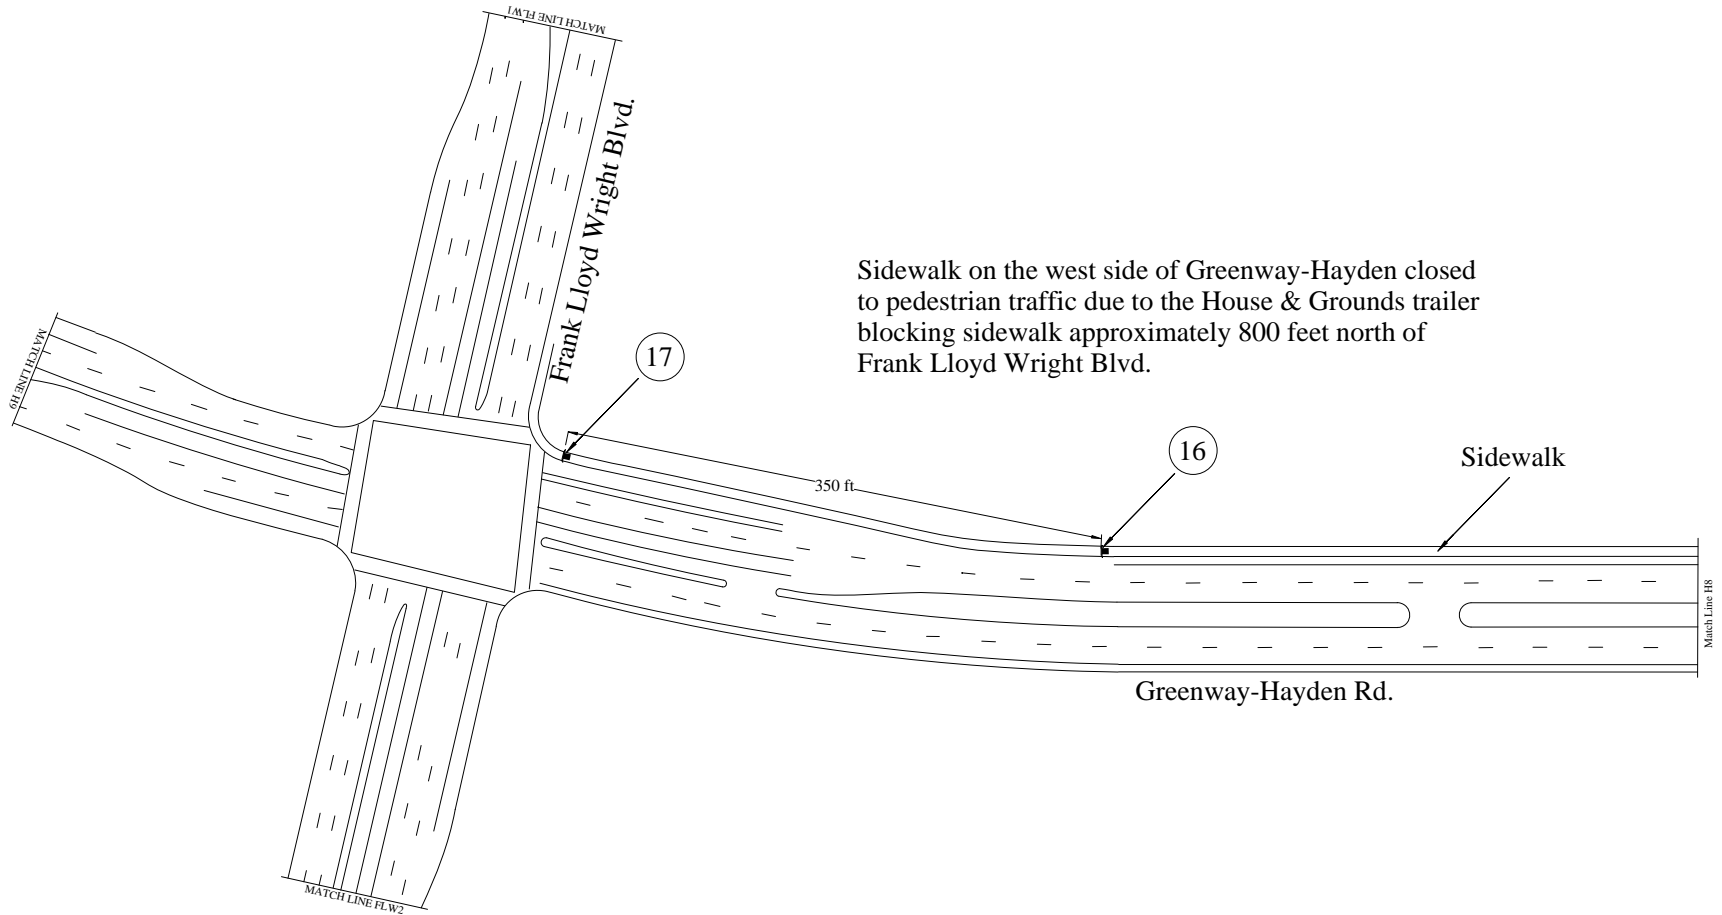 MATCH LINE FLW1
Frank Lloyd Wright Blvd.
Sidewalk on the west side of Greenway-Hayden closed
to pedestrian traffic due to the House & Grounds trailer
blocking sidewalk approximately 800 feet north of
Frank Lloyd Wright Blvd.
17
MATCH LINE H9
16
Sidewalk
350 ft
Match Line H8
Greenway-Hayden Rd.
MATCH LINE FLW2